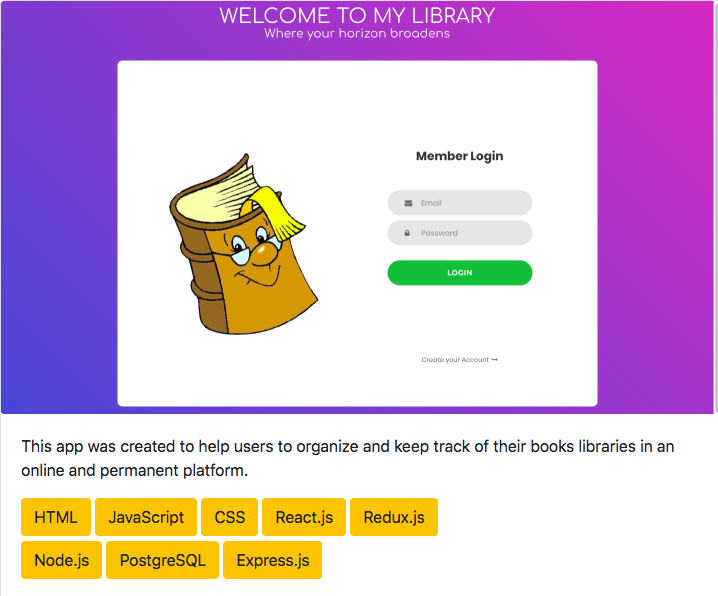 WELCOME TO MY LIBRARY
Where your horizon broadens
Member Login
Email
Password
LOGIN
Create your Account
This app was created to help users to organize and keep track of their books libraries in an
online and permanent platform.
HTML JavaScript CSS React.js Redux.js
Node.js PostgreSQL Express.js